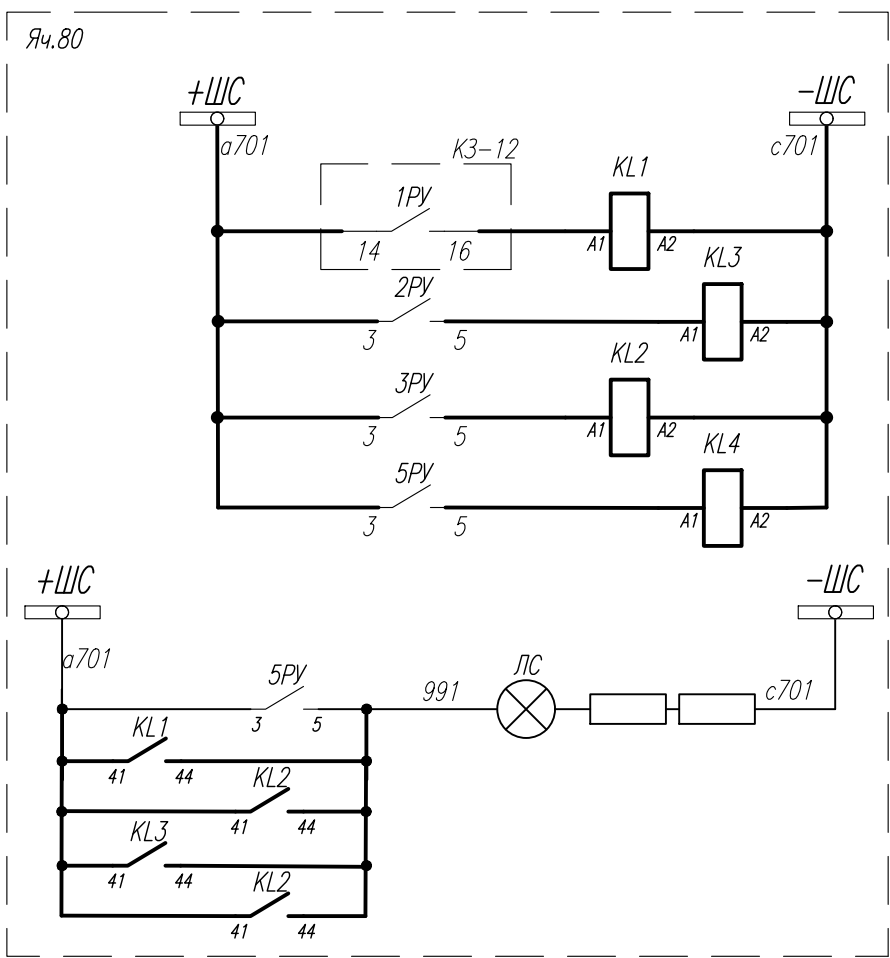 Яч.80
+ШС -ШС
а701 с701
КЗ-12
KL1
1РУ
14 16 A1 A2
KL3
2РУ
3 5 A1 A2
KL2
3РУ
3 5 A1 A2
KL4
5РУ
3 5 A1 A2
+ШС -ШС
а701
5РУ 991 ЛС с701
3 5
KL1
41 44
KL2
41 44
KL3
41 44
KL2
41 44